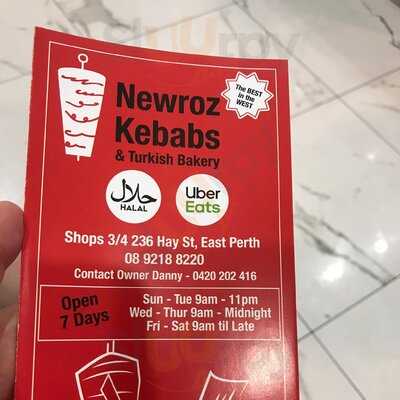 The BEST
in the
WEST
Newroz
Kebabs
& Turkish Bakery
حلال
HALAL
Uber
Eats
Shops 3/4 236 Hay St, East Perth
08 9218 8220
Contact Owner Danny - 0420 202 416
Open
7 Days
Sun - Tue 9am - 11pm
Wed - Thur 9am - Midnight
Fri - Sat 9am til Late